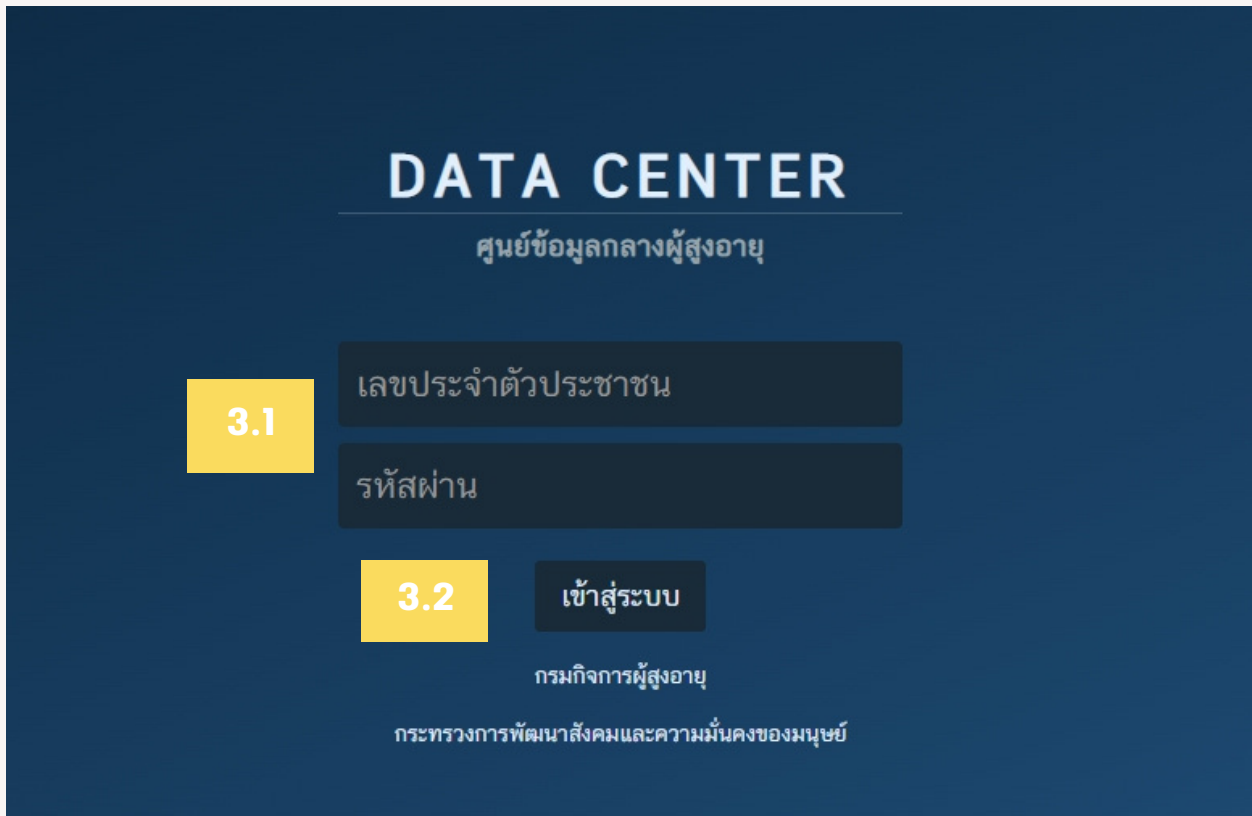 DATA CENTER
ศูนย์ข้อมูลกลางผู้สูงอายุ
เลขประจำตัวประชาชน
3.1
รหัสผ่าน
3.2
เข้าสู่ระบบ
กรมกิจการผู้สูงอายุ
กระทรวงการพัฒนาสังคมและความมั่นคงของมนุษย์